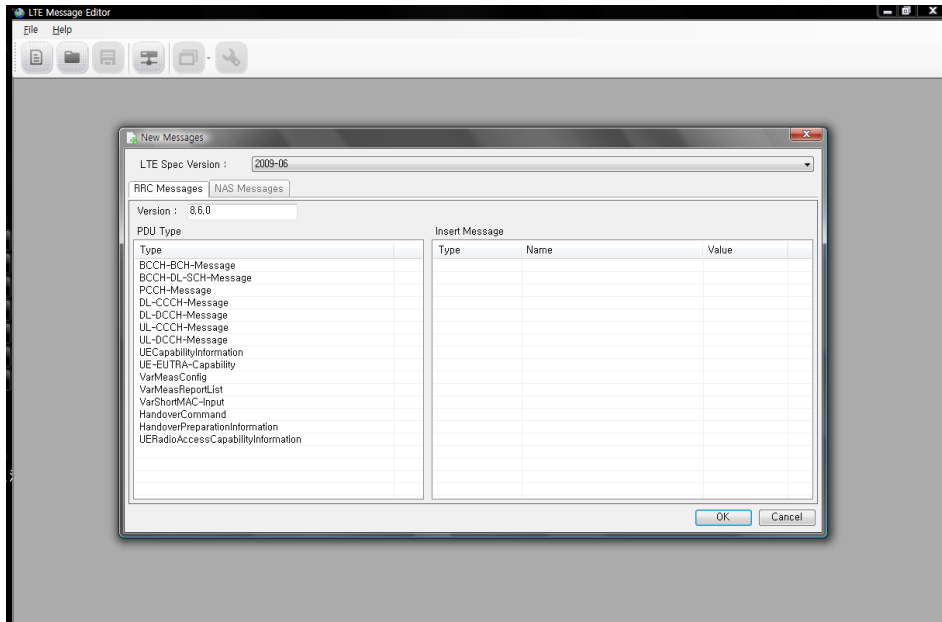 LTE Message Editor
File Help
New Messages
LTE Spec Version : 2009-06
RRC Messages NAS Messages
Version : 8,6,0
PDU Type
Insert Message
Type
Type Name Value
BCCH-BCH-Message
BCCH-DL-SCH-Message
PCCH-Message
DL-CCCH-Message
DL-DCCH-Message
UL-CCCH-Message
UL-DCCH-Message
UECapabilityInformation
UE-EUTRA-Capability
VarMeasConfig
VarMeasReportList
VarShortMAC-Input
HandoverCommand
HandoverPreparationInformation
UERadioAccessCapabilityInformation
OK Cancel